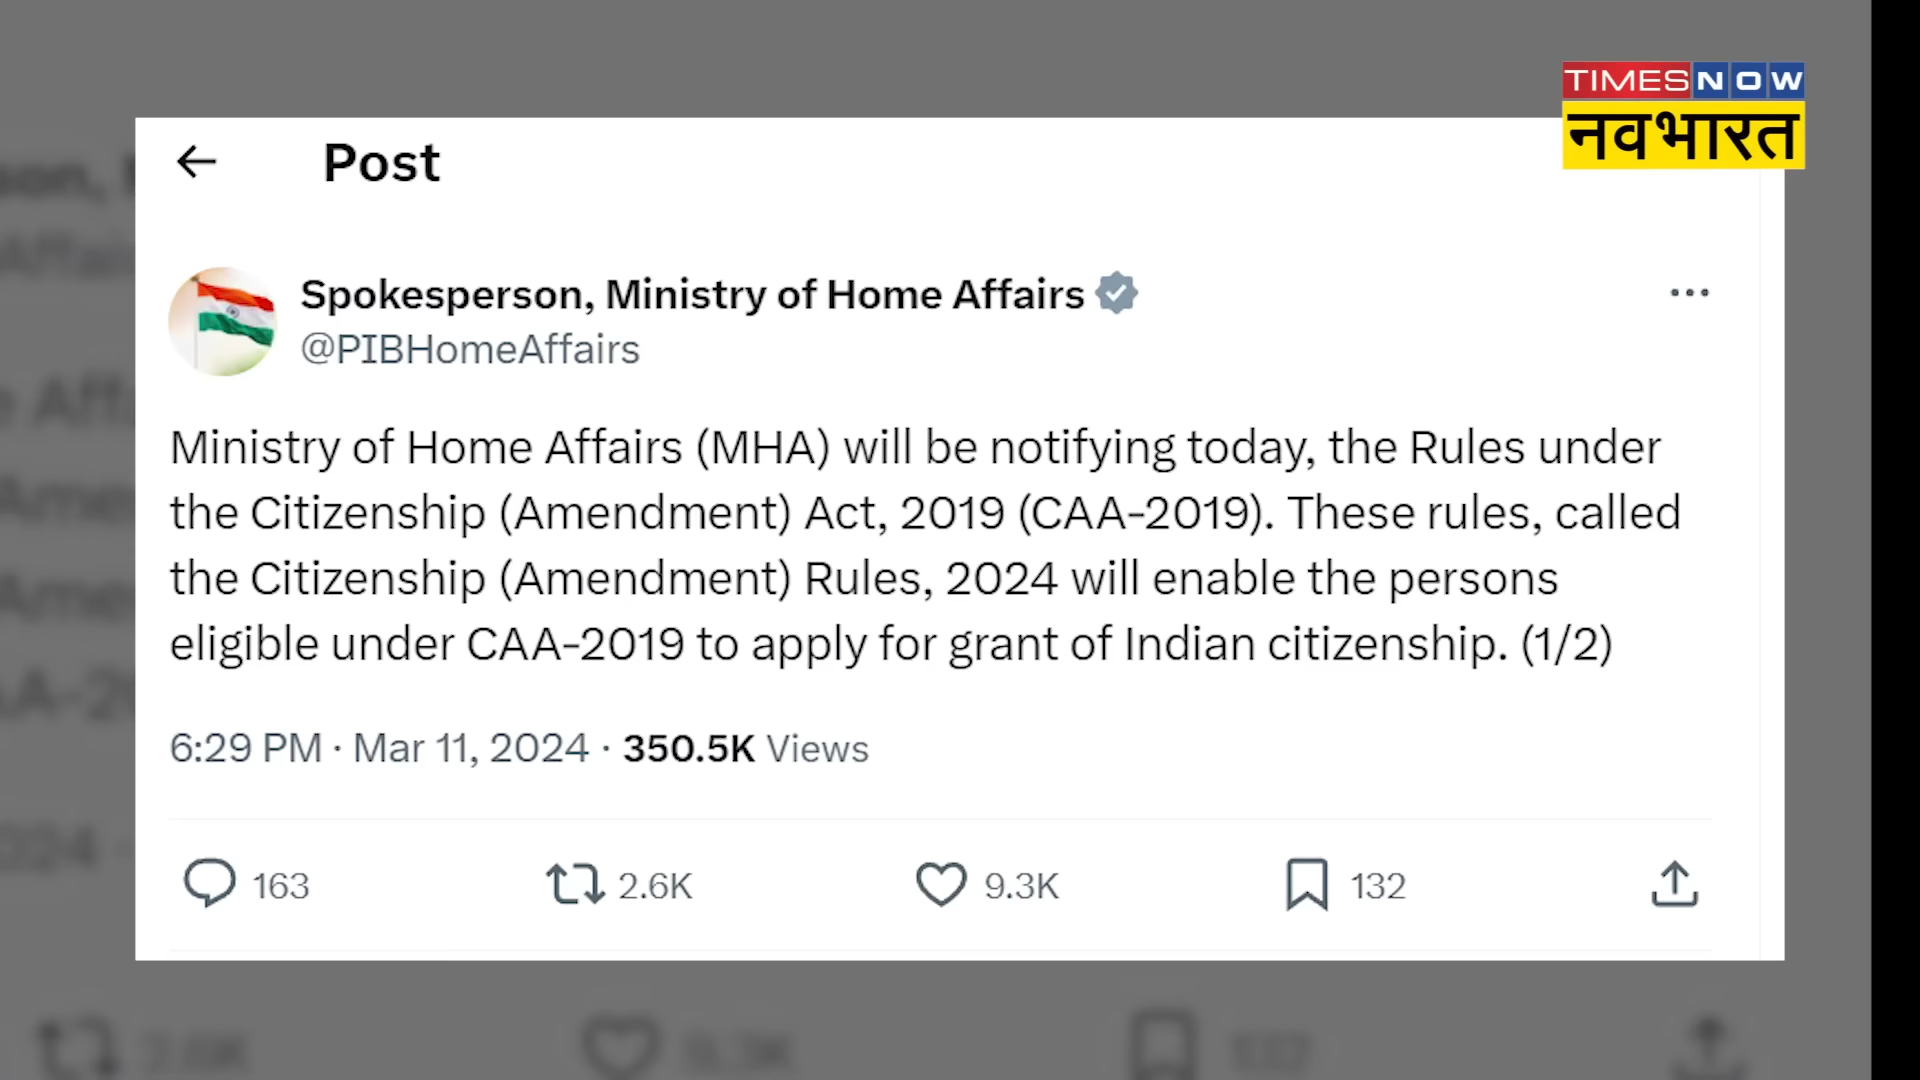 TIMES NOW
नवभारत
Post
Spokesperson, Ministry of Home Affairs
@PIBHomeAffairs
Ministry of Home Affairs (MHA) will be notifying today, the Rules under
the Citizenship (Amendment) Act, 2019 (CAA-2019). These rules, called
the Citizenship (Amendment) Rules, 2024 will enable the persons
eligible under CAA-2019 to apply for grant of Indian citizenship. (1/2)
6:29 PM · Mar 11, 2024 · 350.5K Views
163 2.6K 9.3K 132